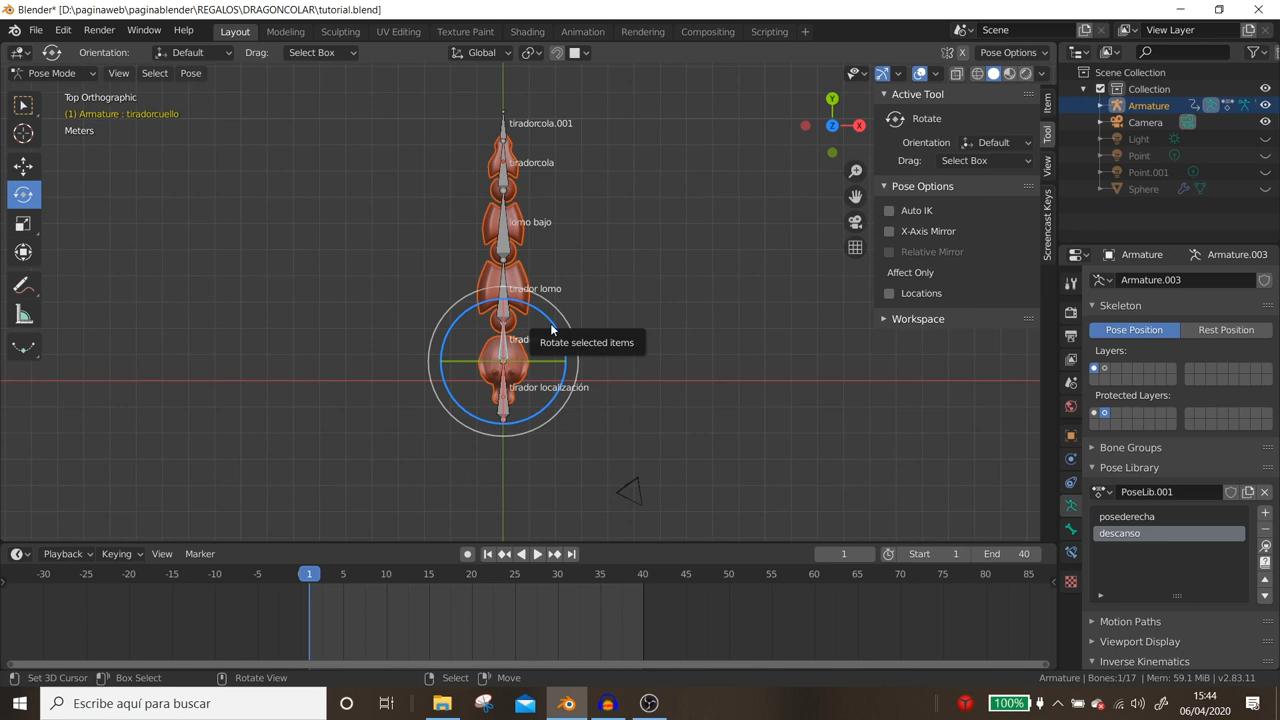 Blender* [D:\paginaweb\paginablender\REGALOS\DRAGONCOLAR\tutorial.blend]
File Edit Render Window Help Layout Modeling Sculpting UV Editing Texture Paint Shading Animation Rendering Compositing Scripting + Scene View Layer
Orientation: Default Drag: Select Box Global X Pose Options
Pose Mode View Select Pose
Scene Collection
Collection
Armature
Camera
Light
Point
Point.001
Sphere
Top Orthographic
(1) Armature : tiradorcuello
Meters
Y
Z X
tiradorcola.001
tiradorcola
lomo bajo
tirador lomo
tirad
tirador localización
Rotate selected items
Active Tool
Rotate
Orientation Default
Drag: Select Box
Pose Options
Auto IK
X-Axis Mirror
Relative Mirror
Affect Only
Locations
Workspace
Item
Tool
View
Screencast Keys
Armature Armature.003
Armature.003
Skeleton
Pose Position Rest Position
Layers:
Protected Layers:
Bone Groups
Pose Library
PoseLib.001
posederecha
descanso
Motion Paths
Viewport Display
Inverse Kinematics
Playback Keying View Marker 1 Start 1 End 40
-30 -25 -20 -15 -10 -5 1 5 10 15 20 25 30 35 40 45 50 55 60 65 70 75 80 85
Set 3D Cursor Box Select Rotate View Select Move Armature | Bones:1/17 | Mem: 59.1 MiB | v2.83.11
Escribe aquí para buscar 100% 15:44
06/04/2020